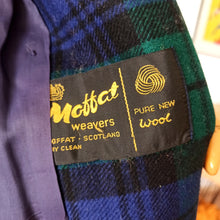 Moffat
weavers
MOFFAT · SCOTLAND
DRY CLEAN
PURE NEW
Wool